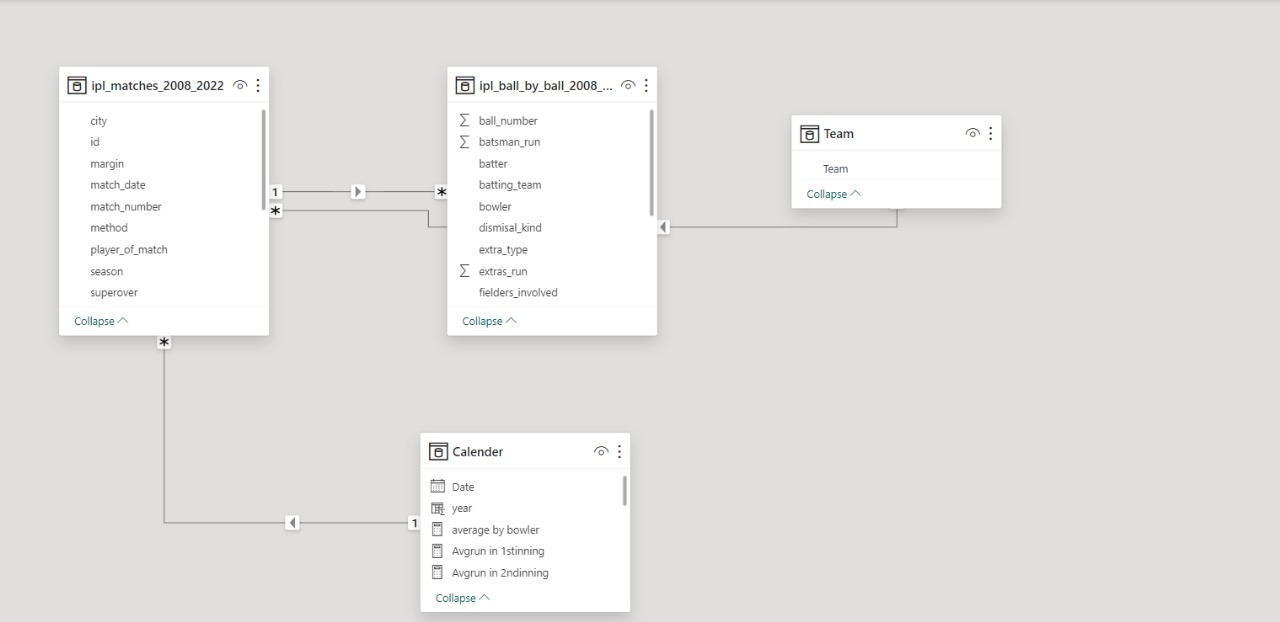 ipl_matches_2008_2022
city
id
margin
match_date
match_number
method
player_of_match
season
superover
Collapse
1
*
*
*
ipl_ball_by_ball_2008_...
∑ ball_number
∑ batsman_run
batter
batting_team
bowler
dismisal_kind
extra_type
∑ extras_run
fielders_involved
Collapse
Team
Team
Collapse
*
1
Calender
Date
year
average by bowler
Avgrun in 1stinning
Avgrun in 2ndinning
Collapse